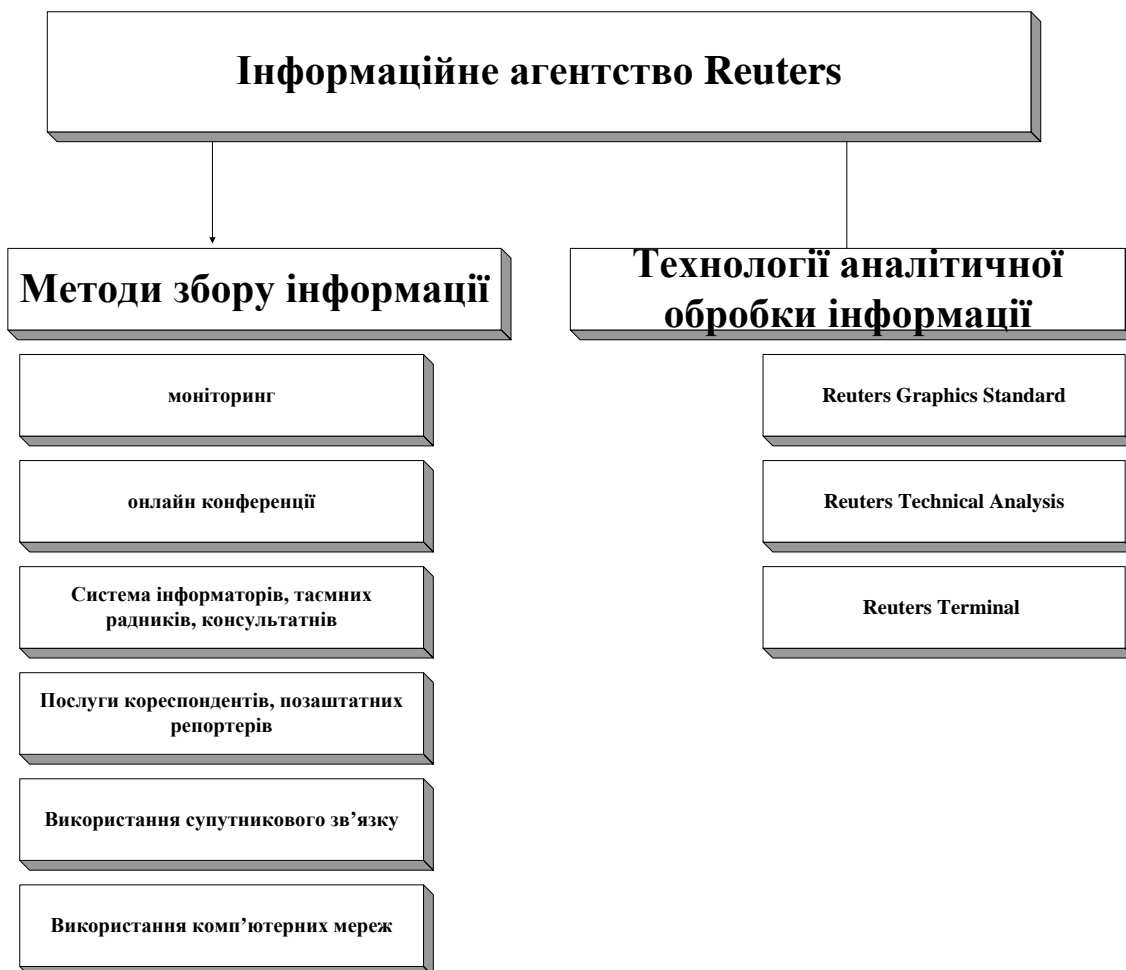 Інформаційне агентство Reuters
Методи збору інформації
Технології аналітичної
обробки інформації
моніторинг
онлайн конференції
Система інформаторів, таємних
радників, консультатнів
Послуги кореспондентів, позаштатних
репортерів
Використання супутникового зв’язку
Використання комп’ютерних мереж
Reuters Graphics Standard
Reuters Technical Analysis
Reuters Terminal